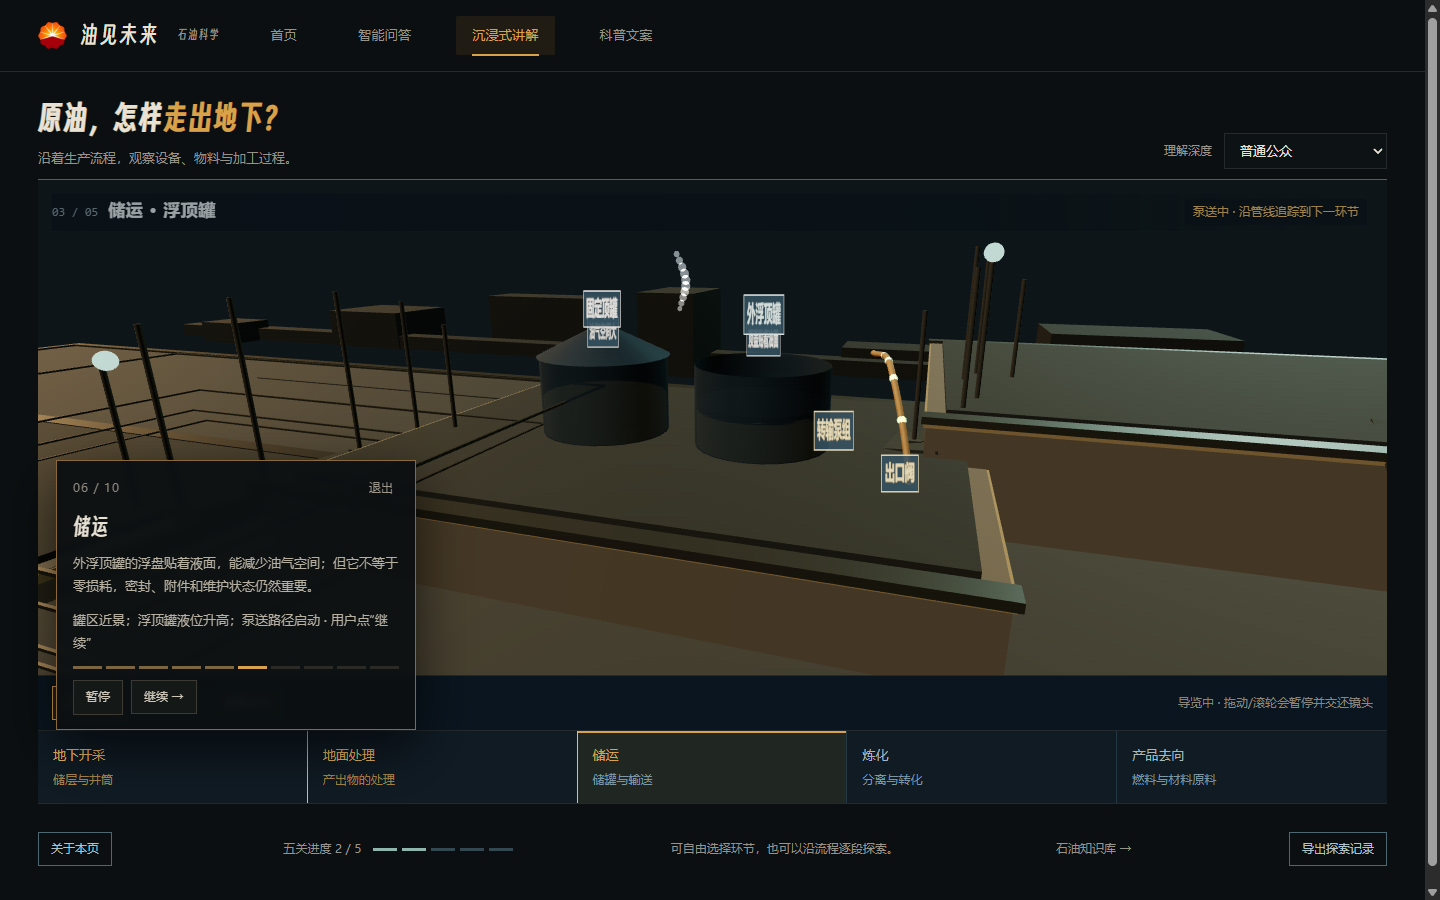 油见未来
石油科学
首页
智能问答
沉浸式讲解
科普文案
原油，怎样走出地下？
沿着生产流程，观察设备、物料与加工过程。
理解深度
普通公众
03 / 05 储运 • 浮顶罐
泵送中 · 沿管线追踪到下一环节
固定顶罐
外浮顶罐
转输泵组
出口阀
06 / 10
退出
储运
外浮顶罐的浮盘贴着液面，能减少油气空间；但它不等于
零损耗，密封、附件和维护状态仍然重要。
罐区近景；浮顶罐液位升高；泵送路径启动 · 用户点“继
续”
暂停
继续 →
导览中 · 拖动/滚轮会暂停并交还镜头
地下开采
储层与井筒
地面处理
产出物的处理
储运
储罐与输送
炼化
分离与转化
产品去向
燃料与材料原料
关于本页
五关进度 2 / 5
可自由选择环节，也可以沿流程逐段探索。
石油知识库 →
导出探索记录